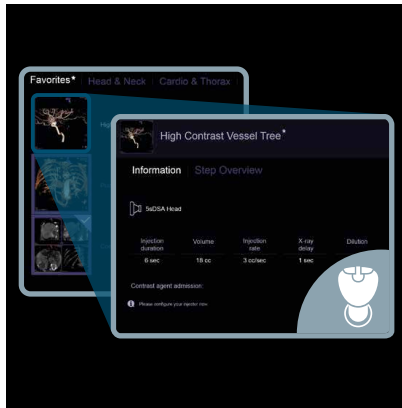 Favorites* Head & Neck Cardio & Thorax
High Contrast Vessel Tree*
Information Step Overview
5sDSA Head
Injection duration Volume Injection rate X-ray delay Dilution
6 sec 18 cc 3 cc/sec 1 sec
Contrast agent admission:
Please configure your injector now.